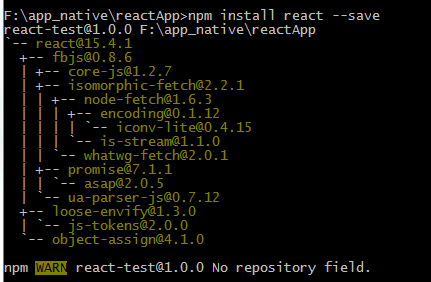 F:\app_native\reactApp>npm install react --save
react-test@1.0.0 F:\app_native\reactApp
`-- react@15.4.1
  +-- fbjs@0.8.6
  | +-- core-js@1.2.7
  | +-- isomorphic-fetch@2.2.1
  | | +-- node-fetch@1.6.3
  | | | +-- encoding@0.1.12
  | | | | `-- iconv-lite@0.4.15
  | | | `-- is-stream@1.1.0
  | | `-- whatwg-fetch@2.0.1
  | +-- promise@7.1.1
  | | `-- asap@2.0.5
  | `-- ua-parser-js@0.7.12
  +-- loose-envify@1.3.0
  | `-- js-tokens@2.0.0
  `-- object-assign@4.1.0
npm WARN react-test@1.0.0 No repository field.